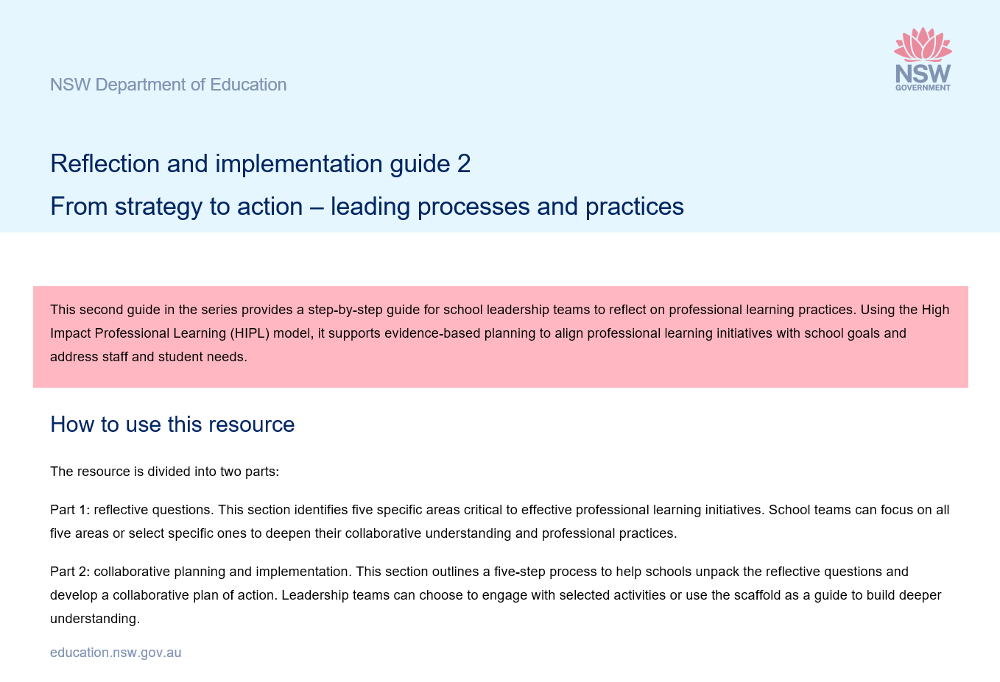 NSW Department of Education
NSW
GOVERNMENT
Reflection and implementation guide 2
From strategy to action – leading processes and practices
This second guide in the series provides a step-by-step guide for school leadership teams to reflect on professional learning practices. Using the High
Impact Professional Learning (HIPL) model, it supports evidence-based planning to align professional learning initiatives with school goals and
address staff and student needs.
How to use this resource
The resource is divided into two parts:
Part 1: reflective questions. This section identifies five specific areas critical to effective professional learning initiatives. School teams can focus on all
five areas or select specific ones to deepen their collaborative understanding and professional practices.
Part 2: collaborative planning and implementation. This section outlines a five-step process to help schools unpack the reflective questions and
develop a collaborative plan of action. Leadership teams can choose to engage with selected activities or use the scaffold as a guide to build deeper
understanding.
education.nsw.gov.au